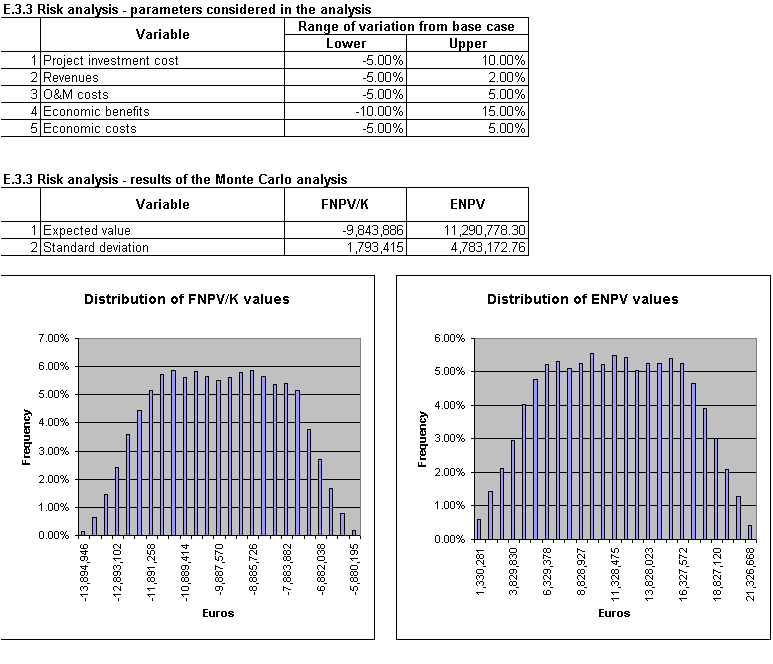 E.3.3 Risk analysis - parameters considered in the analysis
Variable Range of variation from base case
Lower Upper
1 Project investment cost -5.00% 10.00%
2 Revenues -5.00% 2.00%
3 O&M costs -5.00% 5.00%
4 Economic benefits -10.00% 15.00%
5 Economic costs -5.00% 5.00%
E.3.3 Risk analysis - results of the Monte Carlo analysis
Variable FNPV/K ENPV
1 Expected value -9,843,886 11,290,778.30
2 Standard deviation 1,793,415 4,783,172.76
Distribution of FNPV/K values
7.00%
6.00%
5.00%
4.00%
3.00%
2.00%
1.00%
0.00%
Frequency
-13,894,946
-12,893,102
-11,891,258
-10,889,414
-9,887,570
-8,885,726
-7,883,882
-6,882,038
-5,880,195
Euros
Distribution of ENPV values
6.00%
5.00%
4.00%
3.00%
2.00%
1.00%
0.00%
Frequency
1,330,281
3,829,830
6,329,378
8,828,927
11,328,475
13,828,023
16,327,572
18,827,120
21,326,668
Euros